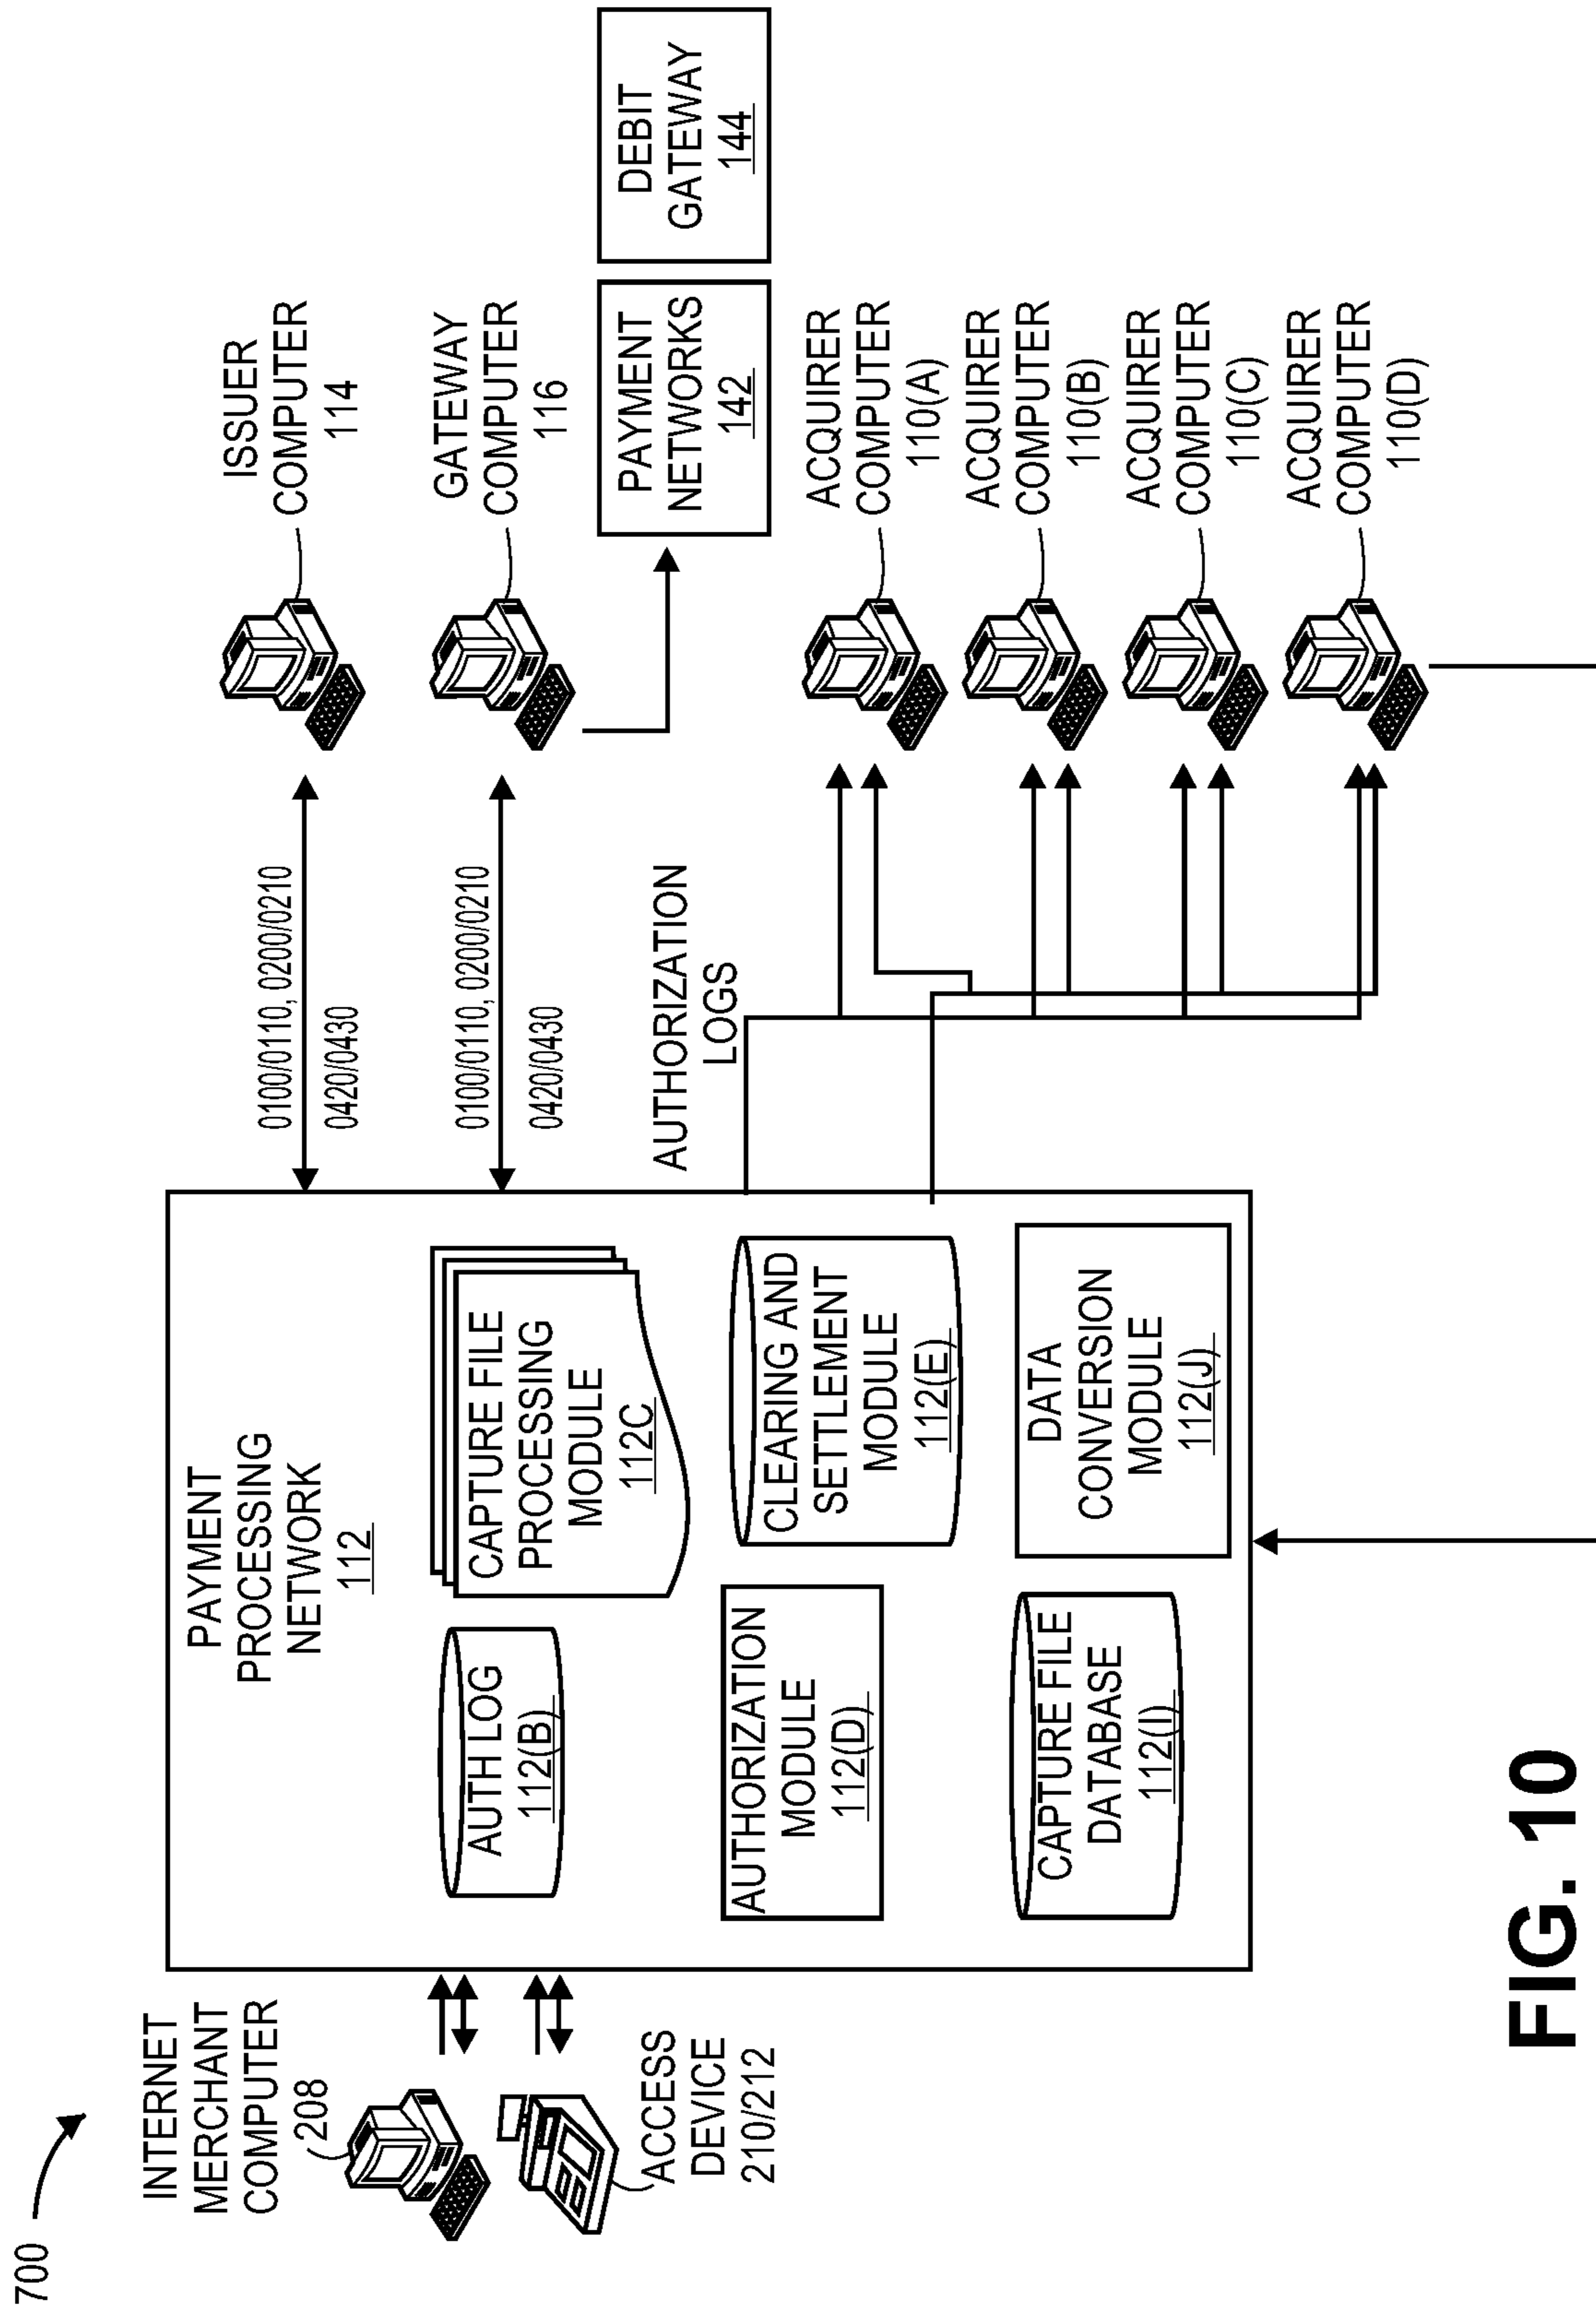 700
INTERNET
MERCHANT
COMPUTER
208
ACCESS
DEVICE
210/212
PAYMENT
PROCESSING
NETWORK
112
AUTH LOG
112(B)
CAPTURE FILE
PROCESSING
MODULE
112C
AUTHORIZATION
MODULE
112(D)
CLEARING AND
SETTLEMENT
MODULE
112(E)
CAPTURE FILE
DATABASE
112(I)
DATA
CONVERSION
MODULE
112(J)
0100/0110, 0200/0210
0420/0430
0100/0110, 0200/0210
0420/0430
AUTHORIZATION
LOGS
ISSUER
COMPUTER
114
GATEWAY
COMPUTER
116
PAYMENT
NETWORKS
142
DEBIT
GATEWAY
144
ACQUIRER
COMPUTER
110(A)
ACQUIRER
COMPUTER
110(B)
ACQUIRER
COMPUTER
110(C)
ACQUIRER
COMPUTER
110(D)
FIG. 10